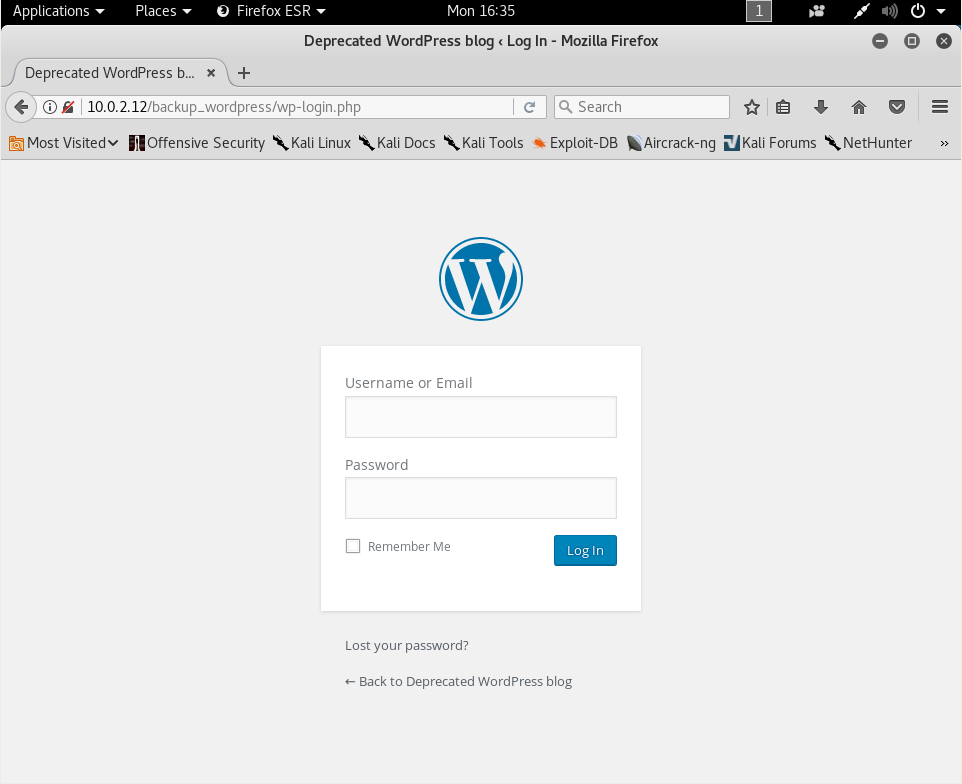 Applications Places Firefox ESR Mon 16:35 1
Deprecated WordPress blog ‹ Log In - Mozilla Firefox
Deprecated WordPress b...
10.0.2.12/backup_wordpress/wp-login.php Search
Most Visited Offensive Security Kali Linux Kali Docs Kali Tools Exploit-DB Aircrack-ng Kali Forums NetHunter »
Username or Email
Password
Remember Me Log In
Lost your password?
← Back to Deprecated WordPress blog